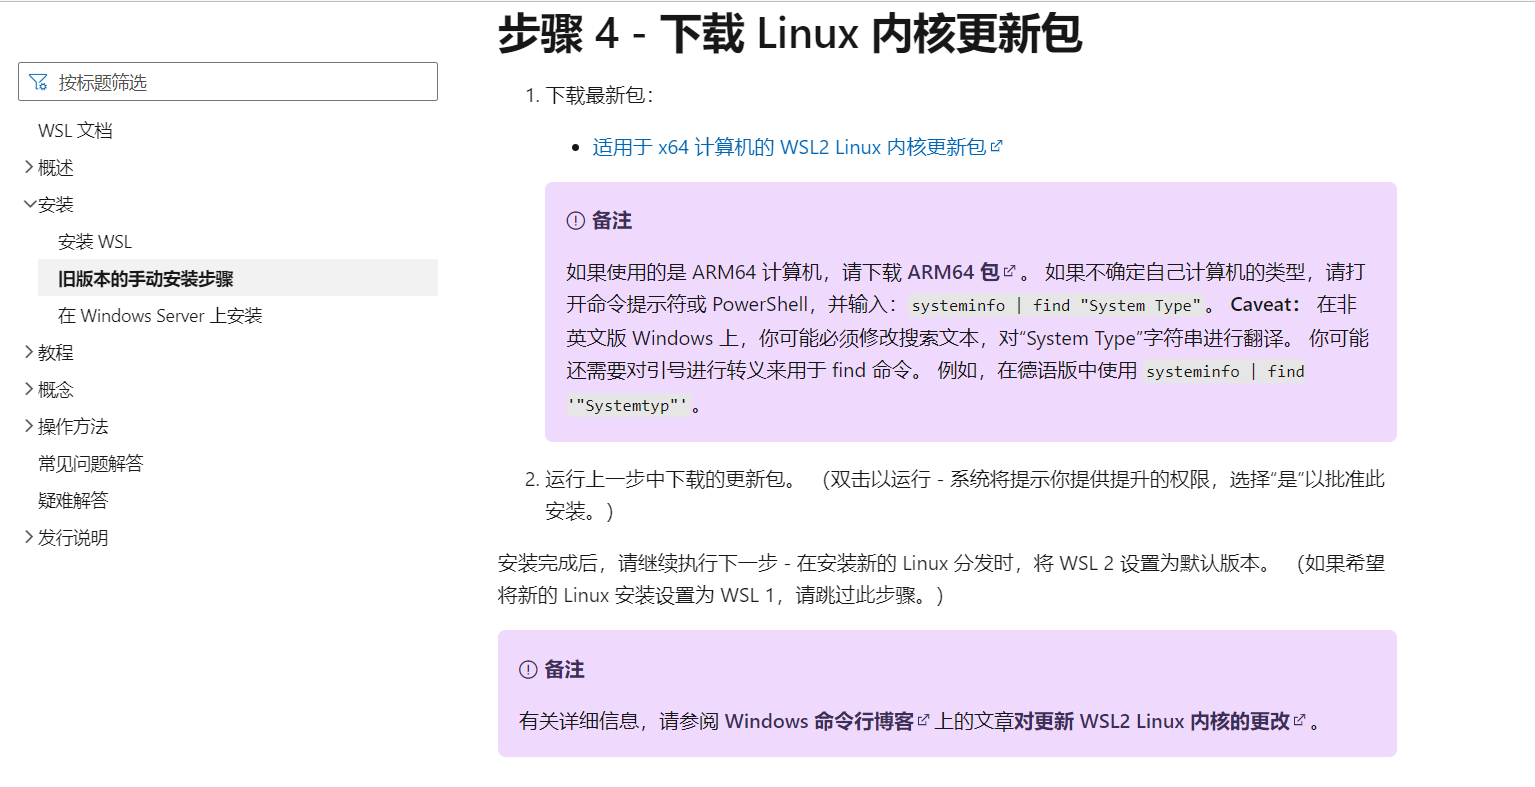 按标题筛选
WSL 文档
概述
安装
安装 WSL
旧版本的手动安装步骤
在 Windows Server 上安装
教程
概念
操作方法
常见问题解答
疑难解答
发行说明
步骤 4 - 下载 Linux 内核更新包
1. 下载最新包：
• 适用于 x64 计算机的 WSL2 Linux 内核更新包
备注
如果使用的是 ARM64 计算机，请下载 ARM64 包。 如果不确定自己计算机的类型，请打
开命令提示符或 PowerShell，并输入：systeminfo | find "System Type"。 Caveat： 在非
英文版 Windows 上，你可能必须修改搜索文本，对“System Type”字符串进行翻译。 你可能
还需要对引号进行转义来用于 find 命令。 例如，在德语版中使用 systeminfo | find
'"Systemtyp"'。
2. 运行上一步中下载的更新包。 （双击以运行 - 系统将提示你提供提升的权限，选择“是”以批准此
安装。）
安装完成后，请继续执行下一步 - 在安装新的 Linux 分发时，将 WSL 2 设置为默认版本。 （如果希望
将新的 Linux 安装设置为 WSL 1，请跳过此步骤。）
备注
有关详细信息，请参阅 Windows 命令行博客上的文章对更新 WSL2 Linux 内核的更改。